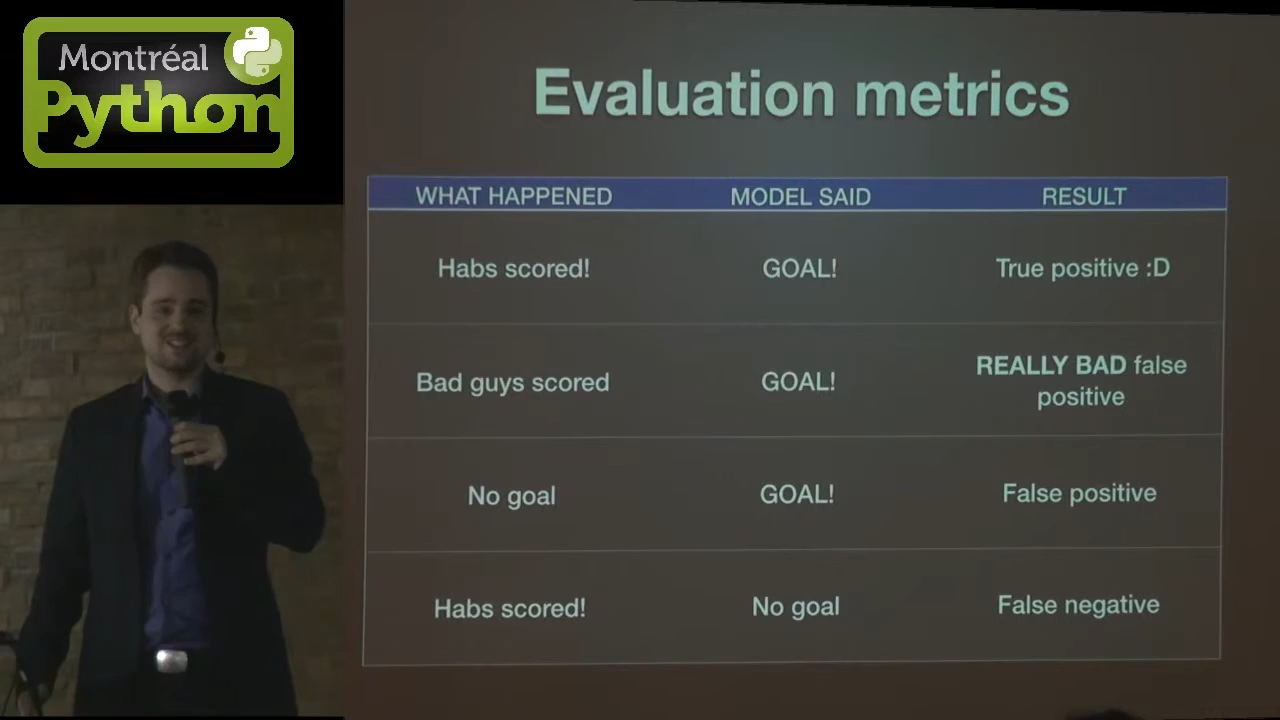 Montréal
Python
Evaluation metrics
WHAT HAPPENED MODEL SAID RESULT
Habs scored! GOAL! True positive :D
Bad guys scored GOAL! REALLY BAD false
positive
No goal GOAL! False positive
Habs scored! No goal False negative